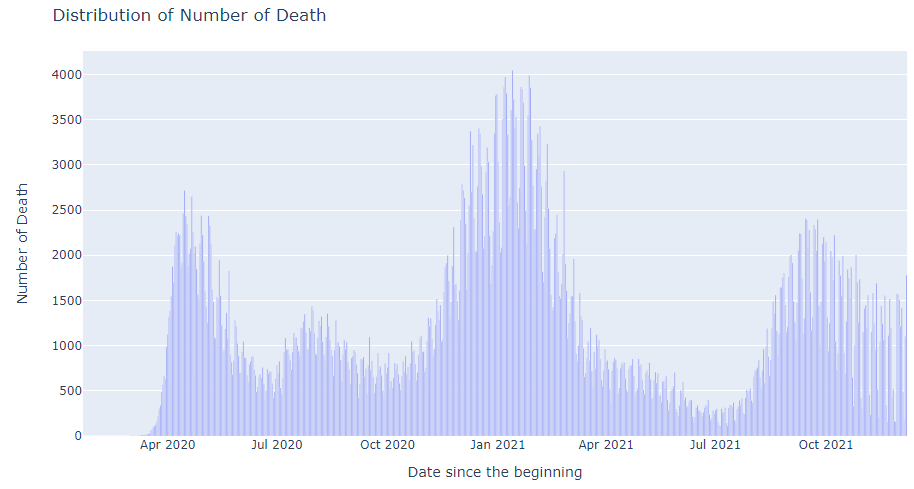 Distribution of Number of Death
Number of Death
4000
3500
3000
2500
2000
1500
1000
500
0
Apr 2020
Jul 2020
Oct 2020
Jan 2021
Apr 2021
Jul 2021
Oct 2021
Date since the beginning